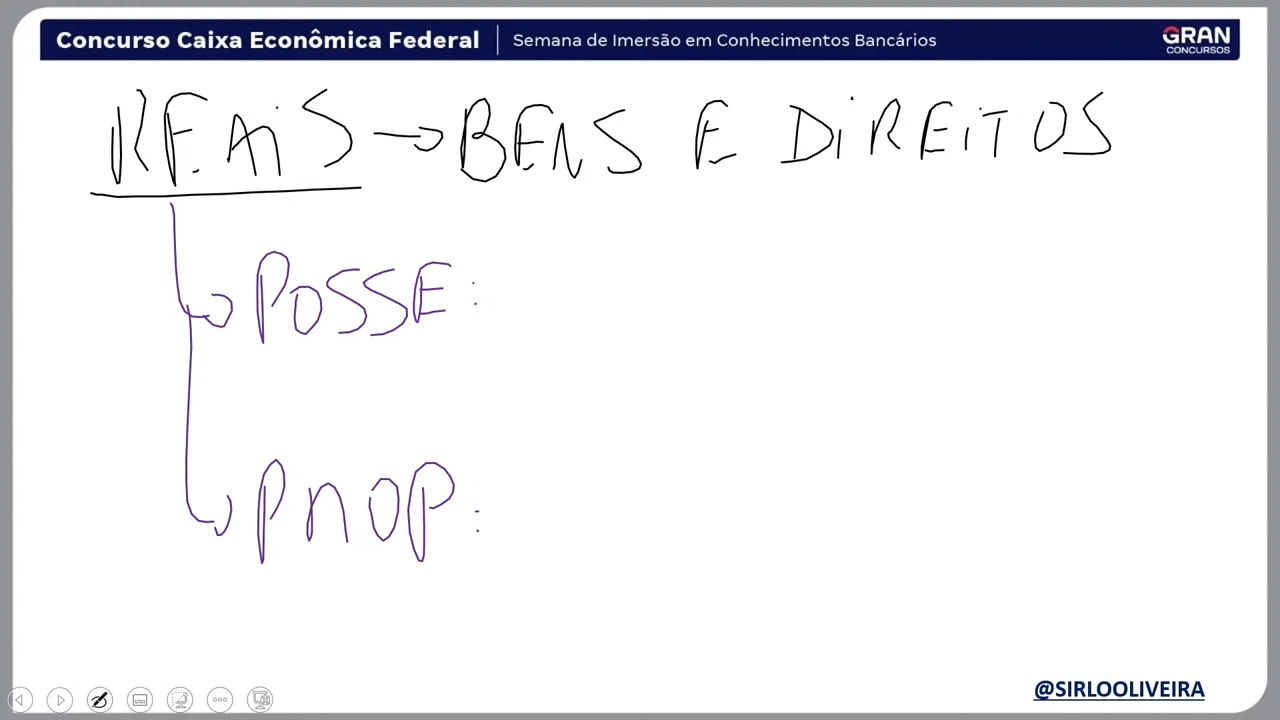 Concurso Caixa Econômica Federal | Semana de Imersão em Conhecimentos Bancários
GRAN CONCURSOS
REAIS → BENS E DIREITOS
POSSE:
PROP:
@SIRLOOLIVEIRA